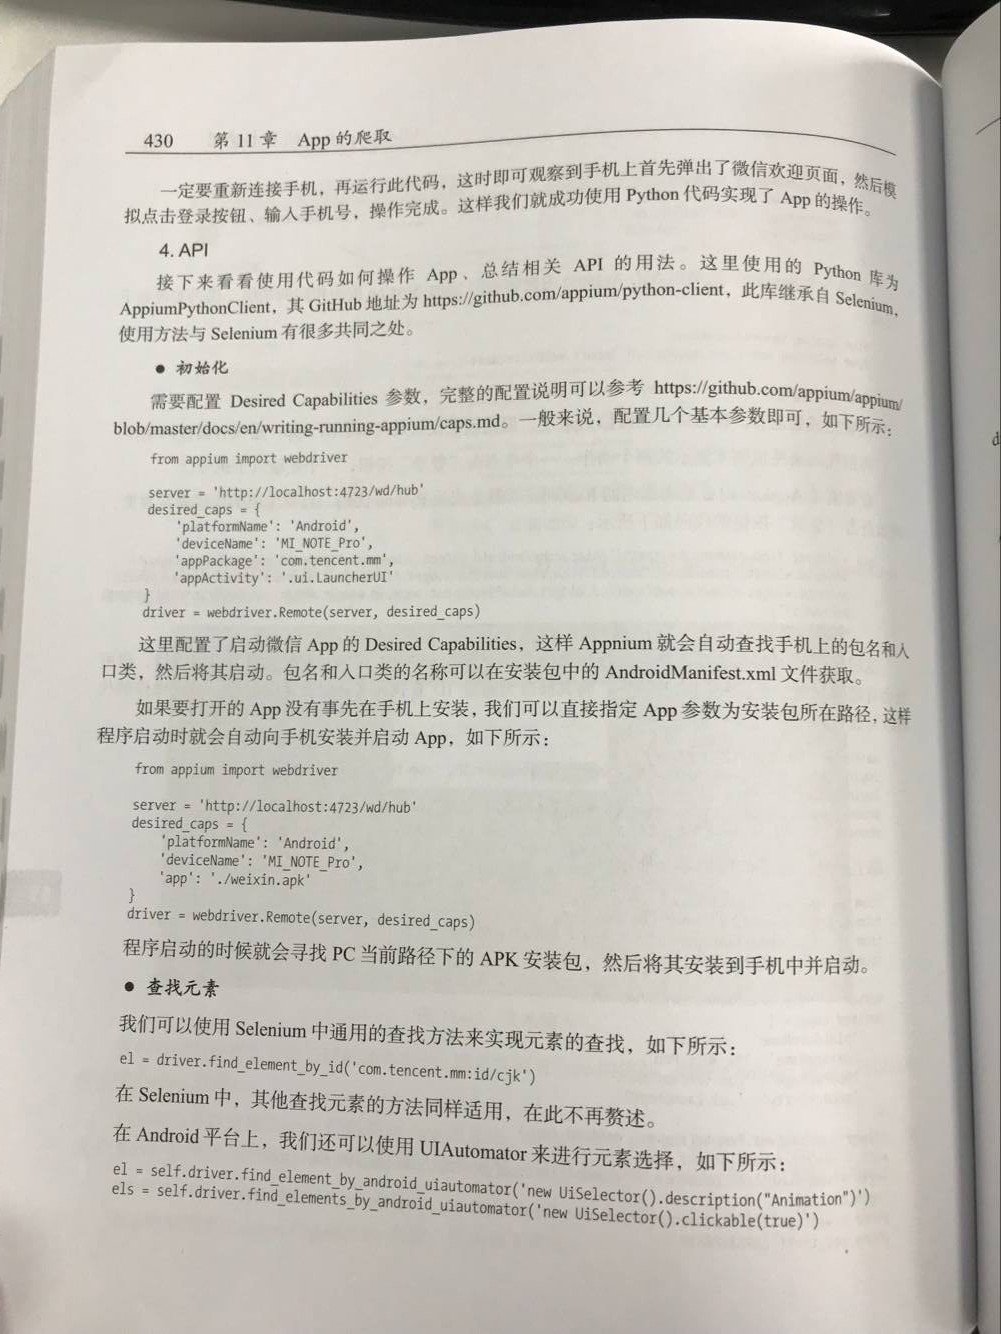 430 第 11 章 App 的爬取
一定要重新连接手机，再运行此代码，这时即可观察到手机上首先弹出了微信欢迎页面，然后模
拟点击登录按钮、输入手机号，操作完成。这样我们就成功使用 Python 代码实现了 App 的操作。
4. API
接下来看看使用代码如何操作 App、总结相关 API 的用法。这里使用的 Python 库为
AppiumPythonClient，其 GitHub 地址为 https://github.com/appium/python-client，此库继承自 Selenium，
使用方法与 Selenium 有很多共同之处。
● 初始化
需要配置 Desired Capabilities 参数，完整的配置说明可以参考 https://github.com/appium/appium/
blob/master/docs/en/writing-running-appium/caps.md。一般来说，配置几个基本参数即可，如下所示：
from appium import webdriver
server = 'http://localhost:4723/wd/hub'
desired_caps = {
'platformName': 'Android',
'deviceName': 'MI_NOTE_Pro',
'appPackage': 'com.tencent.mm',
'appActivity': '.ui.LauncherUI'
}
driver = webdriver.Remote(server, desired_caps)
这里配置了启动微信 App 的 Desired Capabilities，这样 Appnium 就会自动查找手机上的包名和入
口类，然后将其启动。包名和入口类的名称可以在安装包中的 AndroidManifest.xml 文件获取。
如果要打开的 App 没有事先在手机上安装，我们可以直接指定 App 参数为安装包所在路径，这样
程序启动时就会自动向手机安装并启动 App，如下所示：
from appium import webdriver
server = 'http://localhost:4723/wd/hub'
desired_caps = {
'platformName': 'Android',
'deviceName': 'MI_NOTE_Pro',
'app': './weixin.apk'
}
driver = webdriver.Remote(server, desired_caps)
程序启动的时候就会寻找 PC 当前路径下的 APK 安装包，然后将其安装到手机中并启动。
● 查找元素
我们可以使用 Selenium 中通用的查找方法来实现元素的查找，如下所示：
el = driver.find_element_by_id('com.tencent.mm:id/cjk')
在 Selenium 中，其他查找元素的方法同样适用，在此不再赘述。
在 Android 平台上，我们还可以使用 UIAutomator 来进行元素选择，如下所示：
el = self.driver.find_element_by_android_uiautomator('new UiSelector().description("Animation")')
els = self.driver.find_elements_by_android_uiautomator('new UiSelector().clickable(true)')